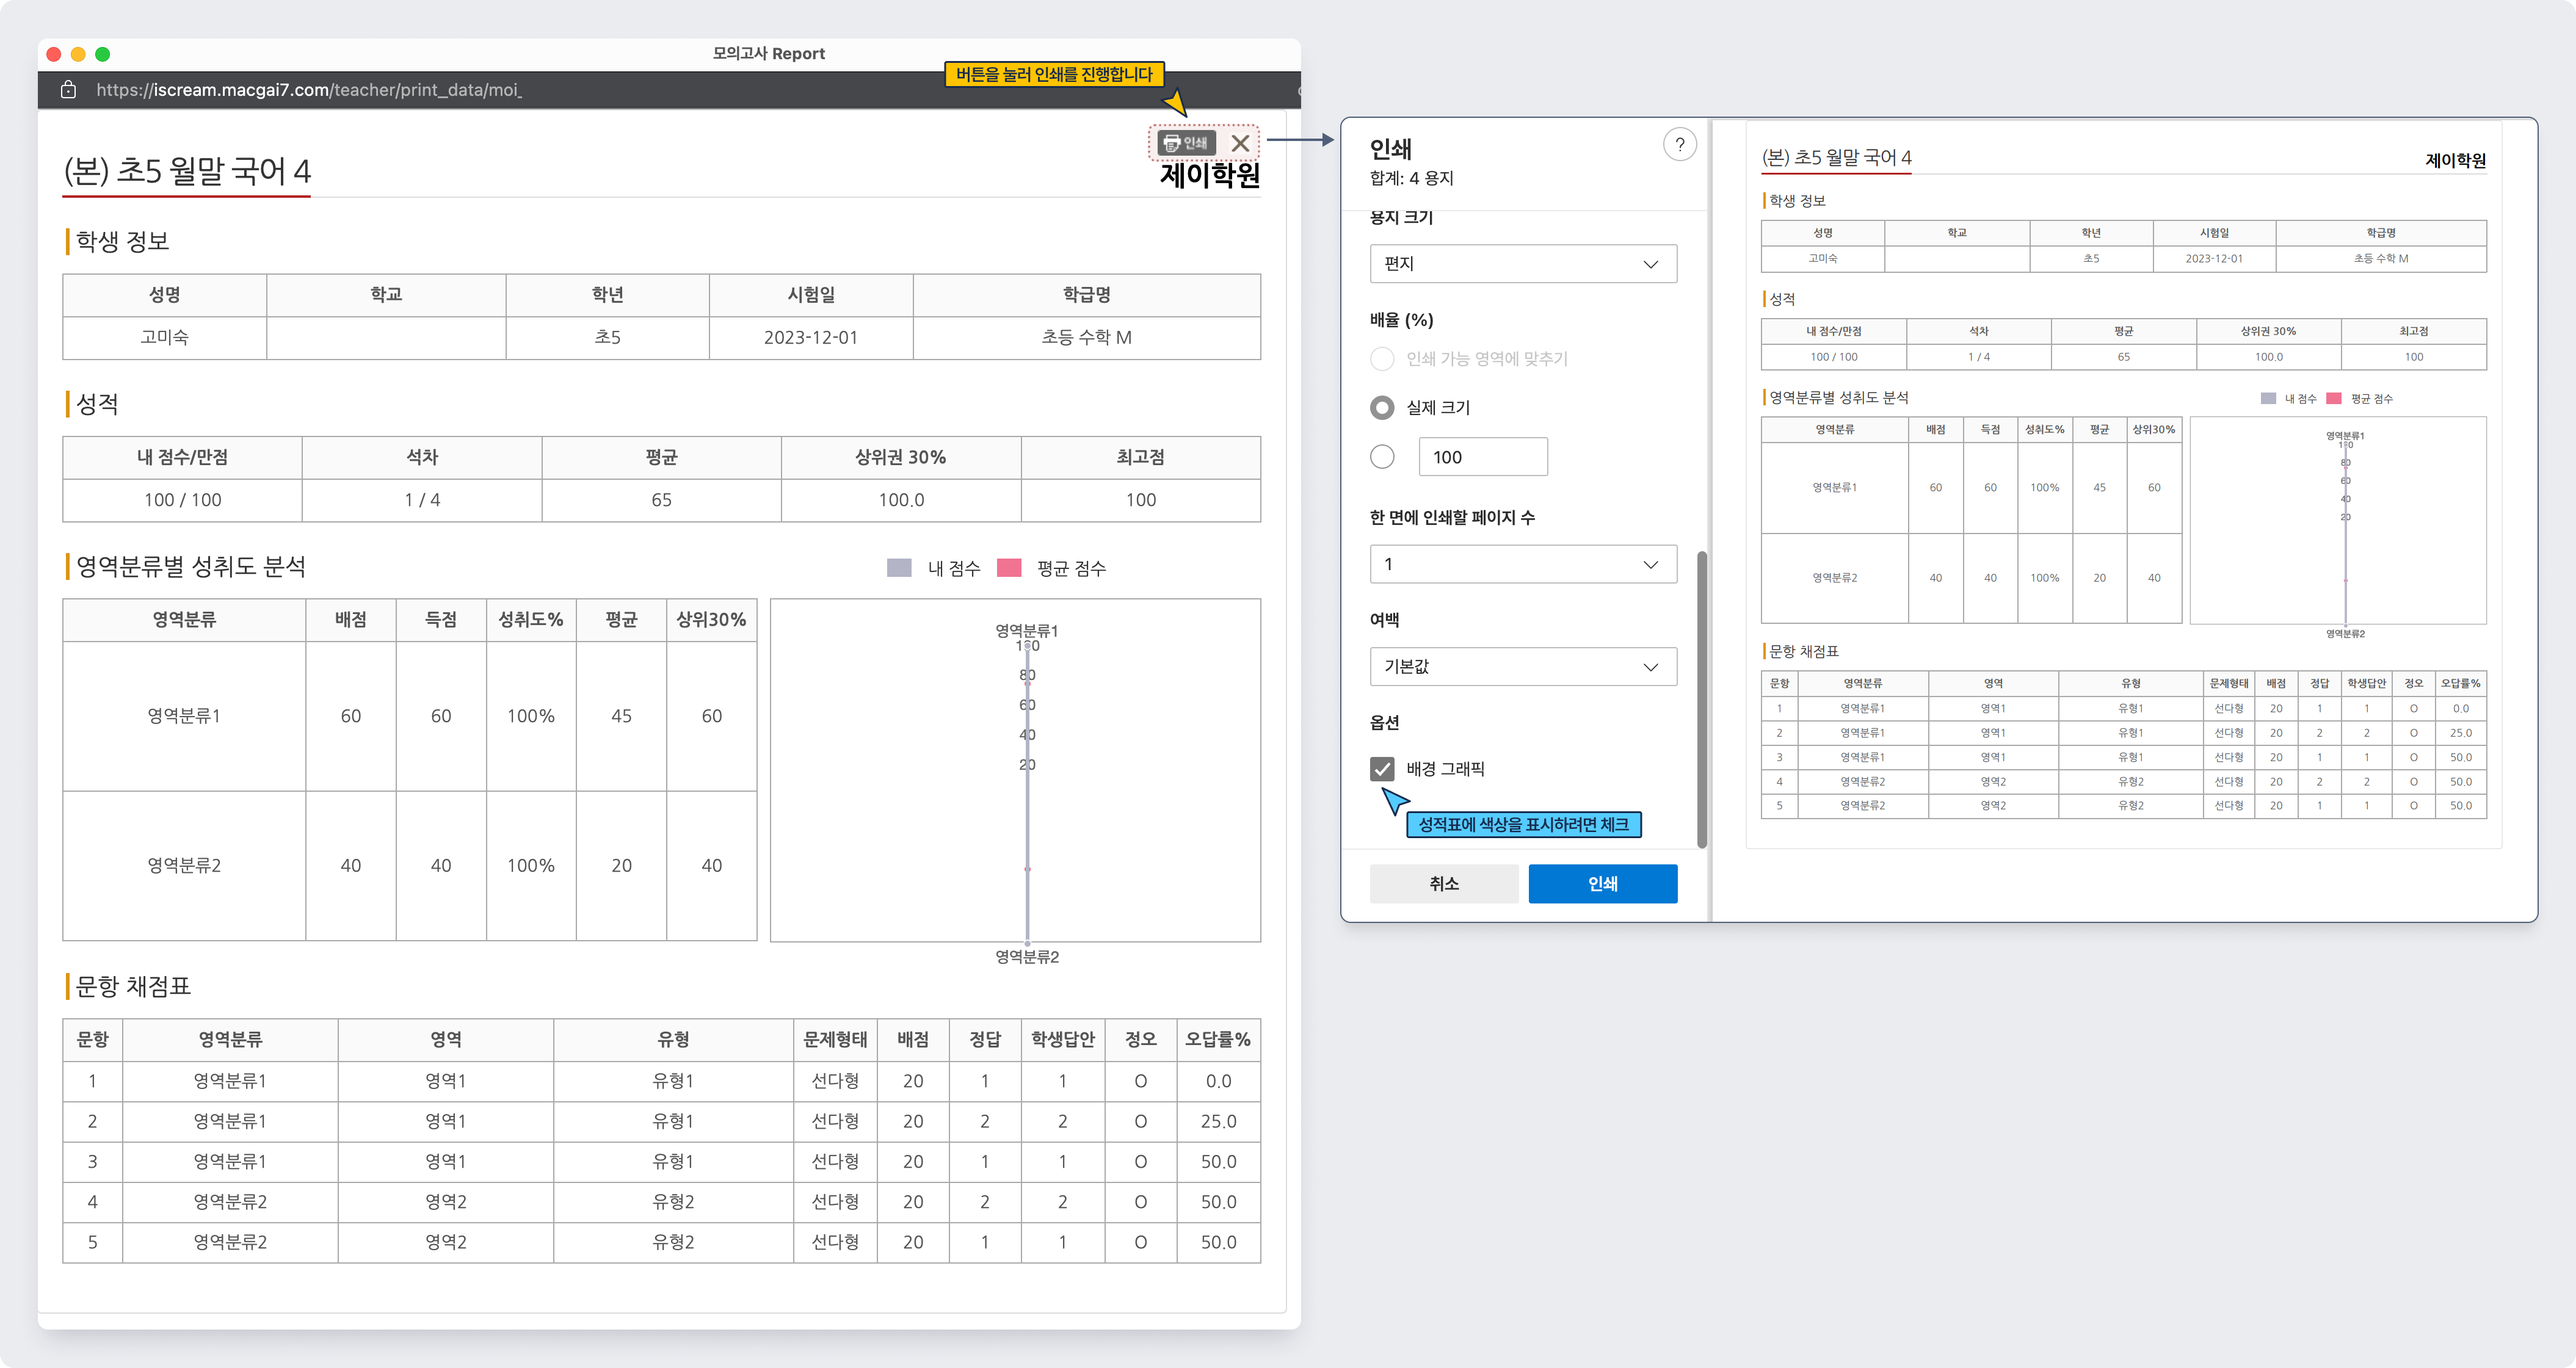 모의고사 Report
버튼을 눌러 인쇄를 진행합니다
https://iscream.macgai7.com/teacher/print_data/moi_
인쇄
(본) 초5 월말 국어 4
제이학원
학생 정보
성명 학교 학년 시험일 학급명
고미숙 초5 2023-12-01 초등 수학 M
성적
내 점수/만점 석차 평균 상위권 30% 최고점
100 / 100 1 / 4 65 100.0 100
영역분류별 성취도 분석
내 점수 평균 점수
영역분류 배점 득점 성취도% 평균 상위30%
영역분류1 60 60 100% 45 60
영역분류2 40 40 100% 20 40
영역분류1
100
80
60
40
20
영역분류2
문항 채점표
문항 영역분류 영역 유형 문제형태 배점 정답 학생답안 정오 오답률%
1 영역분류1 영역1 유형1 선다형 20 1 1 O 0.0
2 영역분류1 영역1 유형1 선다형 20 2 2 O 25.0
3 영역분류1 영역1 유형1 선다형 20 1 1 O 50.0
4 영역분류2 영역2 유형2 선다형 20 2 2 O 50.0
5 영역분류2 영역2 유형2 선다형 20 1 1 O 50.0
인쇄
?
합계: 4 용지
용지 크기
편지
배율 (%)
인쇄 가능 영역에 맞추기
실제 크기
100
한 면에 인쇄할 페이지 수
1
여백
기본값
옵션
배경 그래픽
성적표에 색상을 표시하려면 체크
취소 인쇄
(본) 초5 월말 국어 4
제이학원
학생 정보
성명 학교 학년 시험일 학급명
고미숙 초5 2023-12-01 초등 수학 M
성적
내 점수/만점 석차 평균 상위권 30% 최고점
100 / 100 1 / 4 65 100.0 100
영역분류별 성취도 분석
내 점수 평균 점수
영역분류 배점 득점 성취도% 평균 상위30%
영역분류1 60 60 100% 45 60
영역분류2 40 40 100% 20 40
영역분류1
100
80
60
40
20
영역분류2
문항 채점표
문항 영역분류 영역 유형 문제형태 배점 정답 학생답안 정오 오답률%
1 영역분류1 영역1 유형1 선다형 20 1 1 O 0.0
2 영역분류1 영역1 유형1 선다형 20 2 2 O 25.0
3 영역분류1 영역1 유형1 선다형 20 1 1 O 50.0
4 영역분류2 영역2 유형2 선다형 20 2 2 O 50.0
5 영역분류2 영역2 유형2 선다형 20 1 1 O 50.0